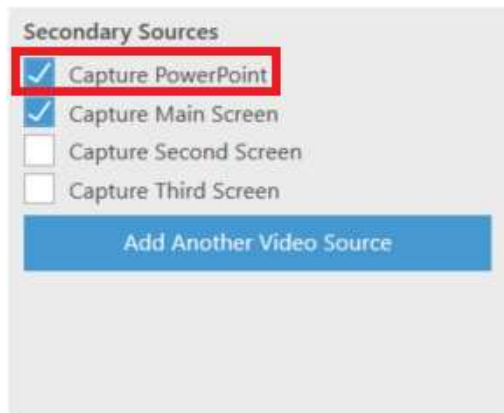 Secondary Sources
Capture PowerPoint
Capture Main Screen
Capture Second Screen
Capture Third Screen
Add Another Video Source